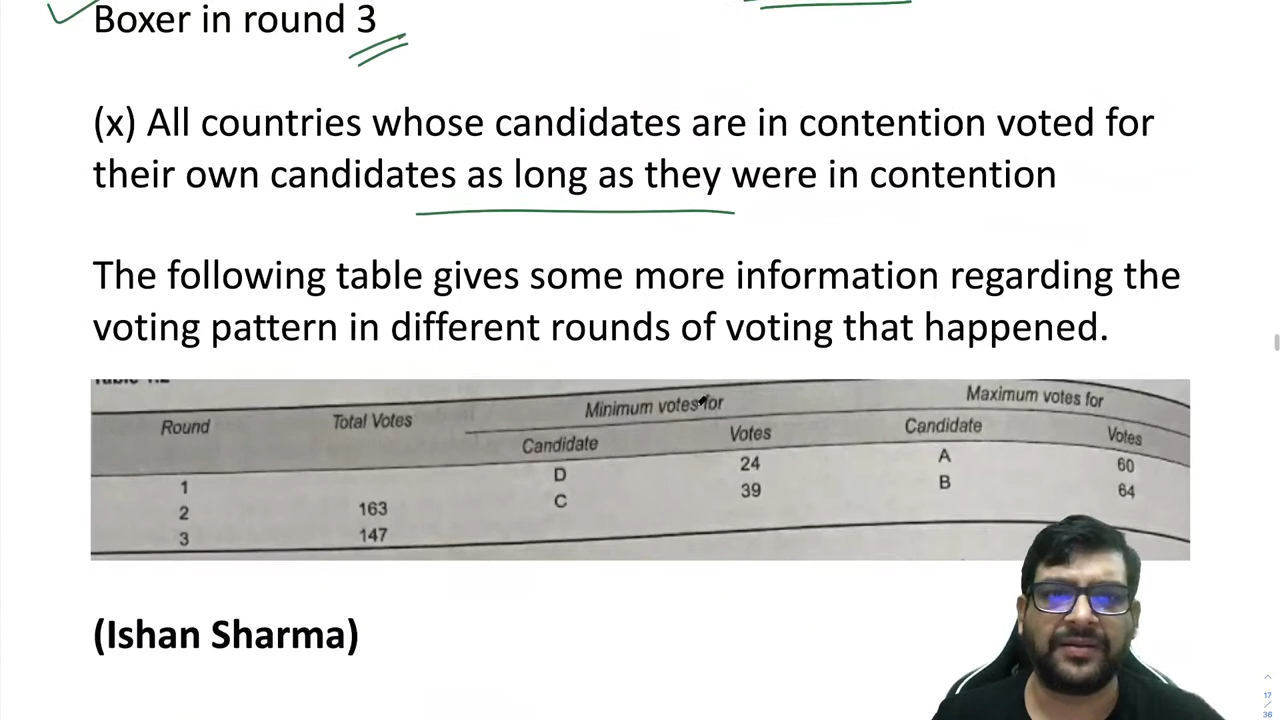 Boxer in round 3
(x) All countries whose candidates are in contention voted for
their own candidates as long as they were in contention
The following table gives some more information regarding the
voting pattern in different rounds of voting that happened.
Round Total Votes Minimum votes for Maximum votes for
Candidate Votes Candidate Votes
1 D 24 A 60
2 163 C 39 B 64
3 147
(Ishan Sharma)
17
/
36